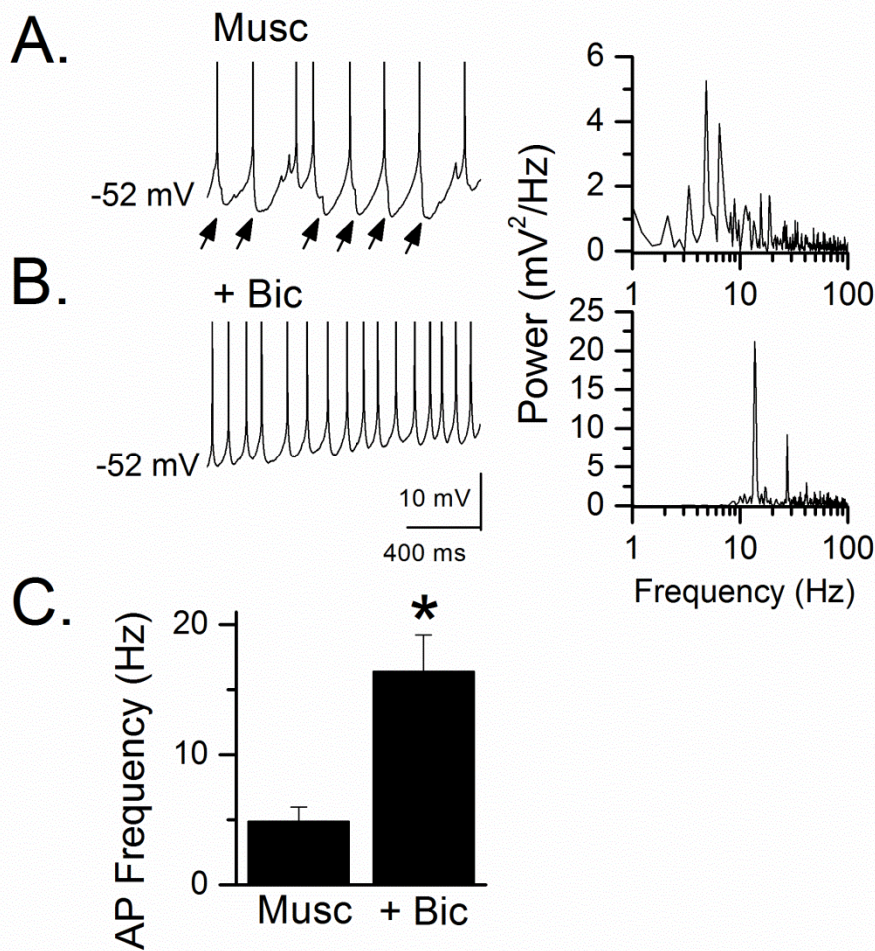 A.
Musc
-52 mV
6
4
2
0
1
10
100
B.
+ Bic
-52 mV
10 mV
400 ms
Power (mV²/Hz)
25
20
15
10
5
0
1
10
100
Frequency (Hz)
C.
AP Frequency (Hz)
20
10
0
*
Musc
+ Bic